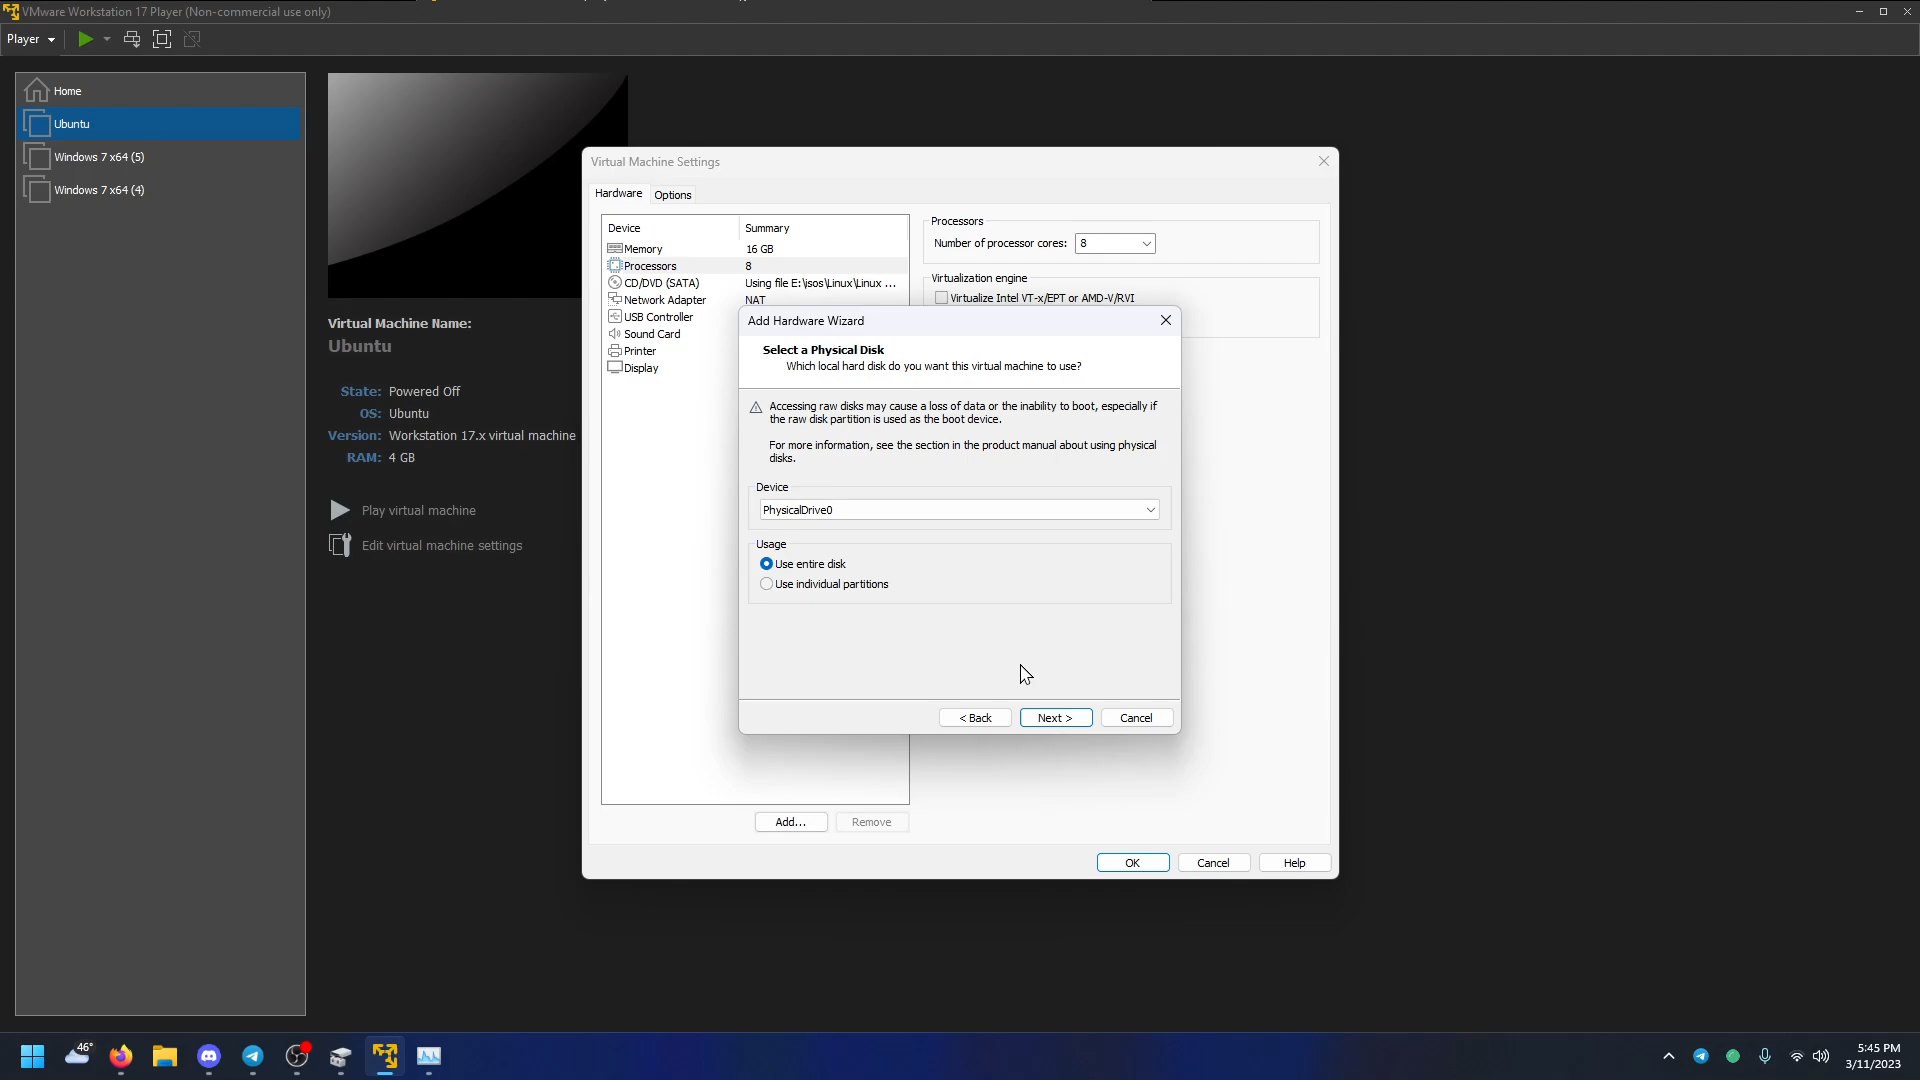 VMware Workstation 17 Player (Non-commercial use only)
Player
Home
Ubuntu
Windows 7 x64 (5)
Windows 7 x64 (4)
Virtual Machine Name:
Ubuntu
State: Powered Off
OS: Ubuntu
Version: Workstation 17.x virtual machine
RAM: 4 GB
Play virtual machine
Edit virtual machine settings
Virtual Machine Settings
Hardware Options
Device Summary
Memory 16 GB
Processors 8
CD/DVD (SATA) Using file E:\isos\Linux\Linux ...
Network Adapter NAT
USB Controller
Sound Card
Printer
Display
Processors
Number of processor cores: 8
Virtualization engine
Virtualize Intel VT-x/EPT or AMD-V/RVI
Add Hardware Wizard
Select a Physical Disk
Which local hard disk do you want this virtual machine to use?
Accessing raw disks may cause a loss of data or the inability to boot, especially if
the raw disk partition is used as the boot device.
For more information, see the section in the product manual about using physical
disks.
Device
PhysicalDrive0
Usage
Use entire disk
Use individual partitions
< Back Next > Cancel
Add... Remove
OK Cancel Help
46°
5:45 PM
3/11/2023